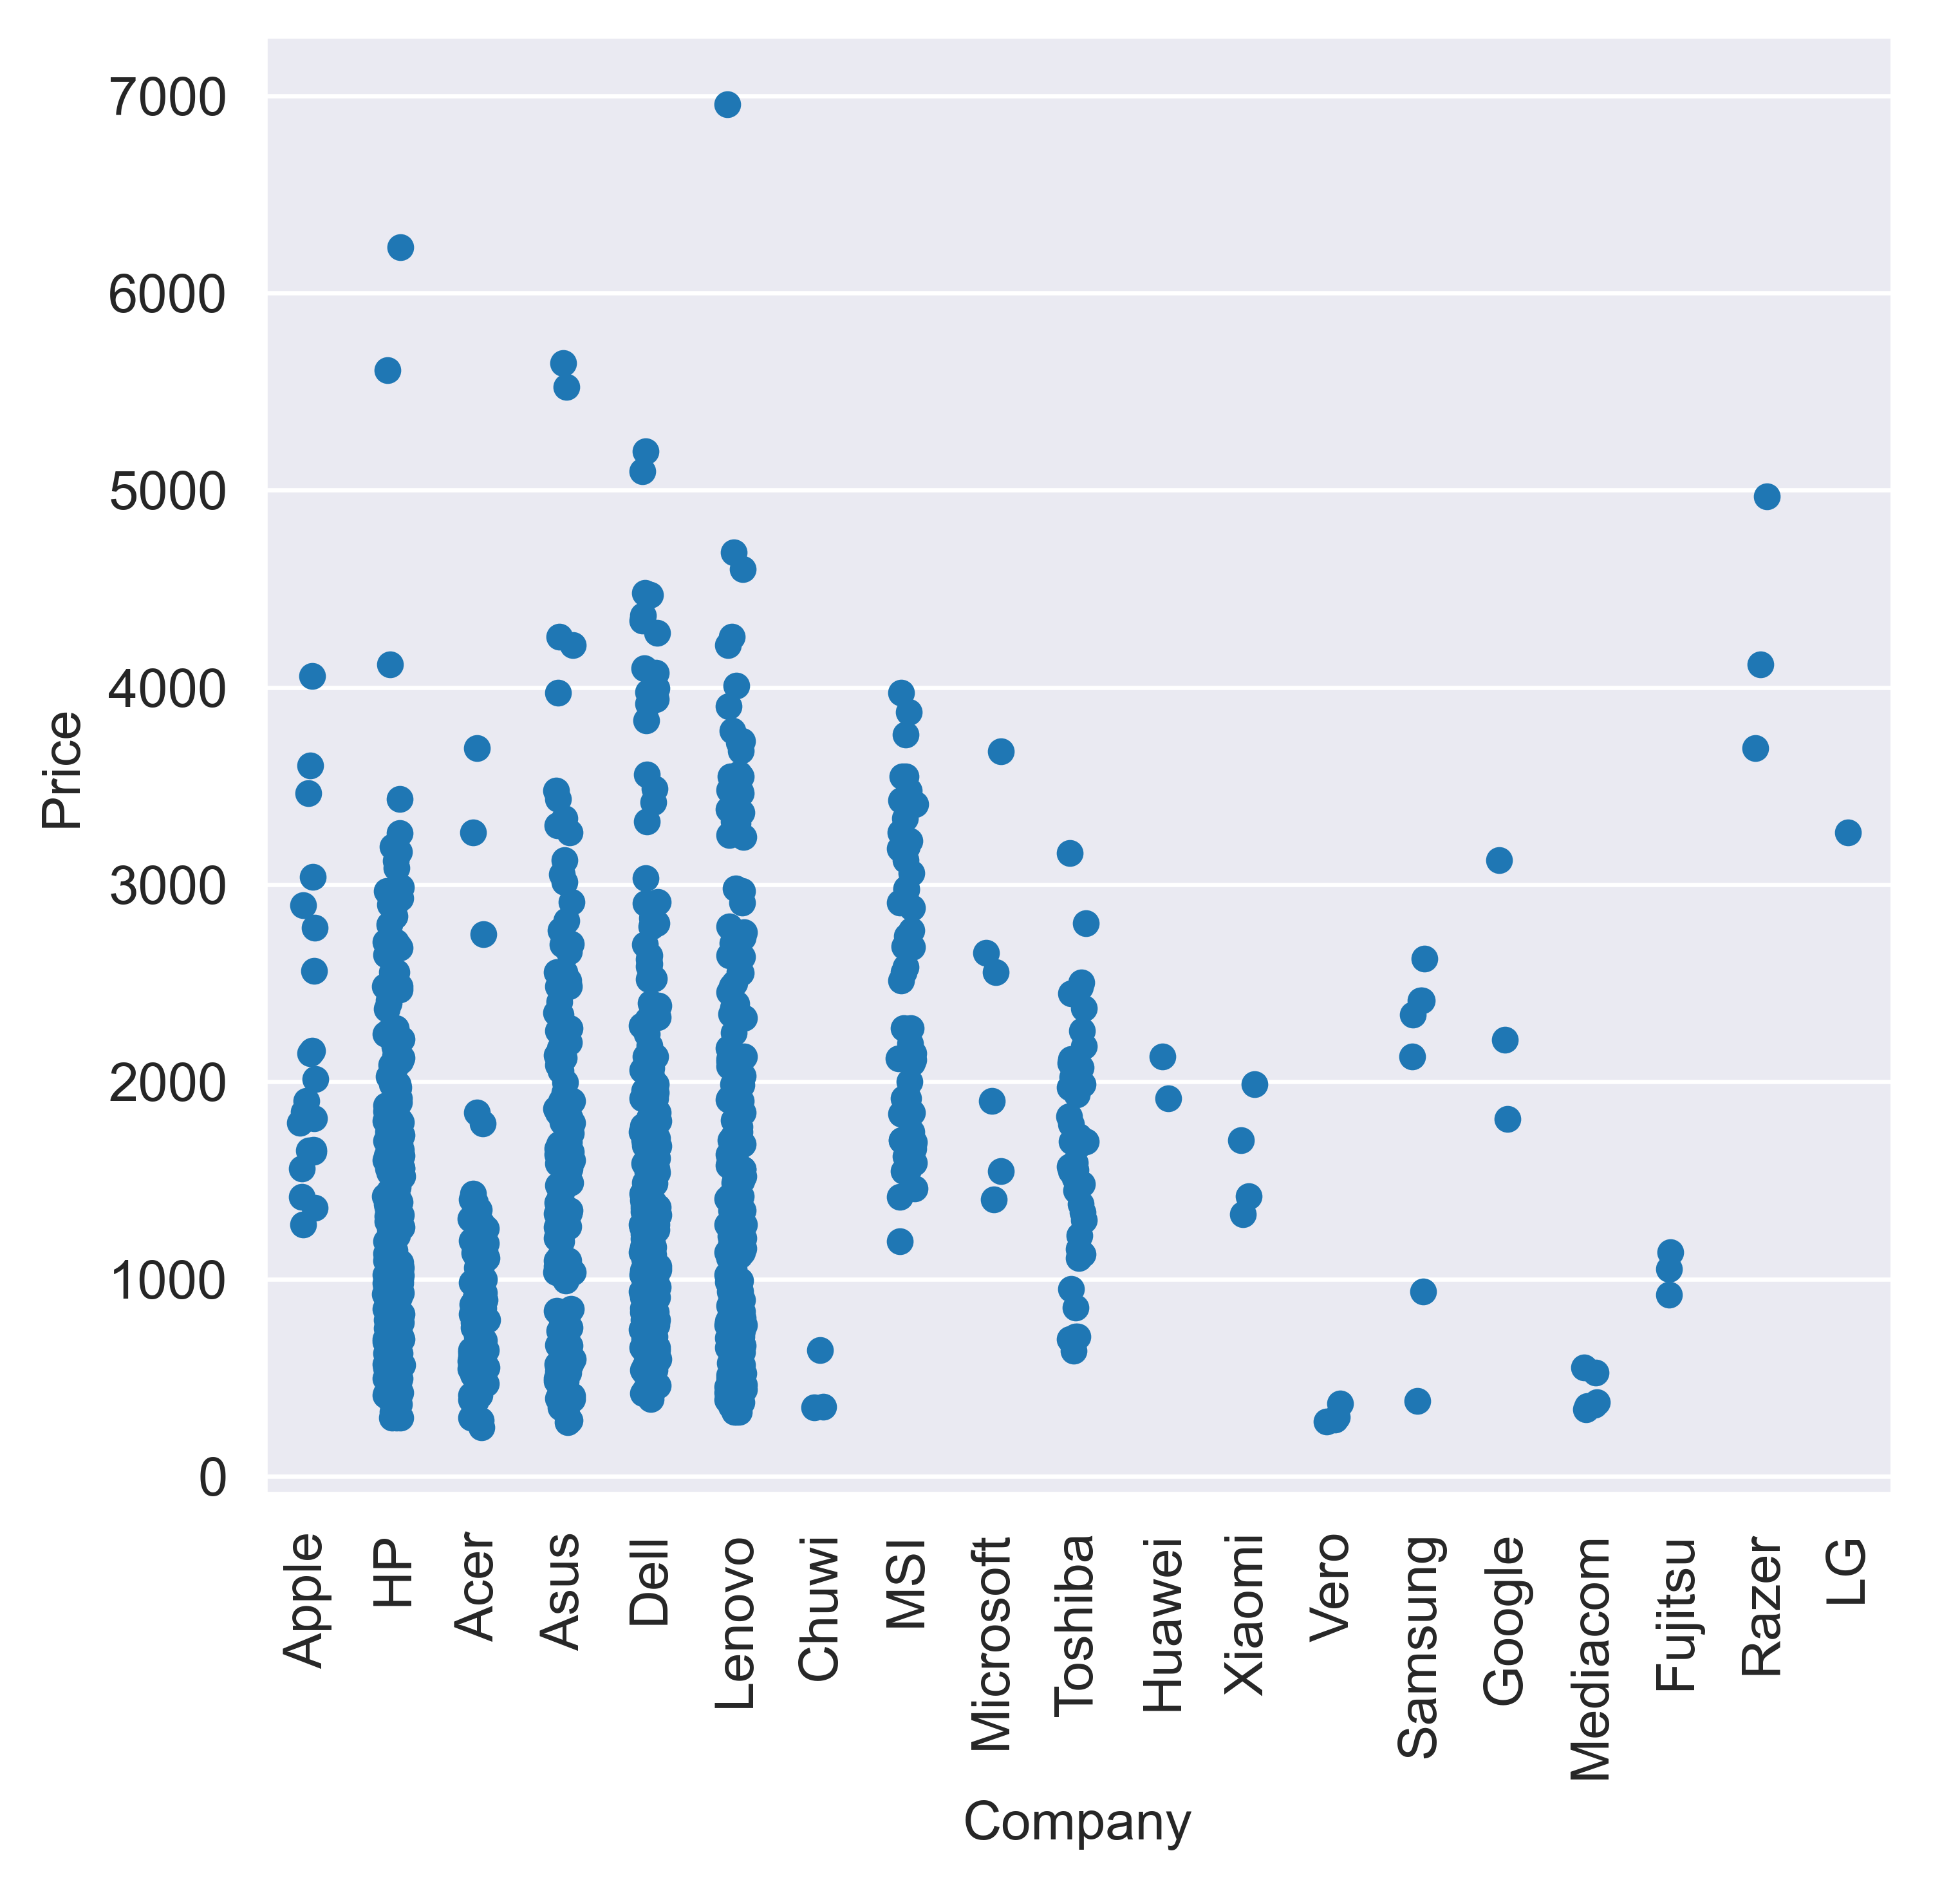 7000
6000
5000
4000
3000
2000
1000
0
Price
Apple
HP
Acer
Asus
Dell
Lenovo
Chuwi
MSI
Microsoft
Toshiba
Huawei
Xiaomi
Vero
Samsung
Google
Mediacom
Fujitsu
Razer
LG
Company